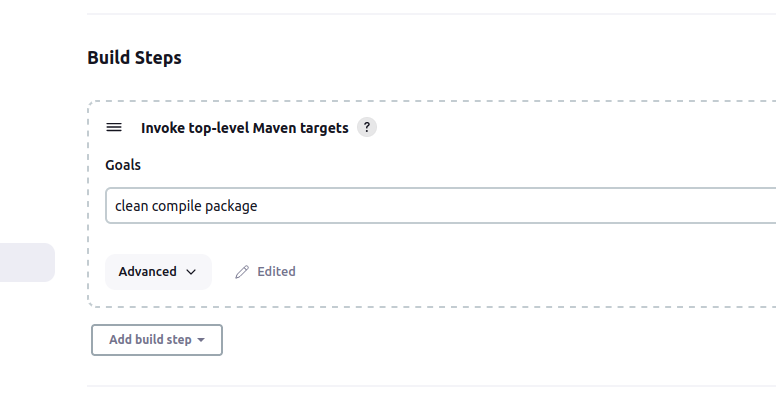 Build Steps
Invoke top-level Maven targets ?
Goals
clean compile package
Advanced Edited
Add build step